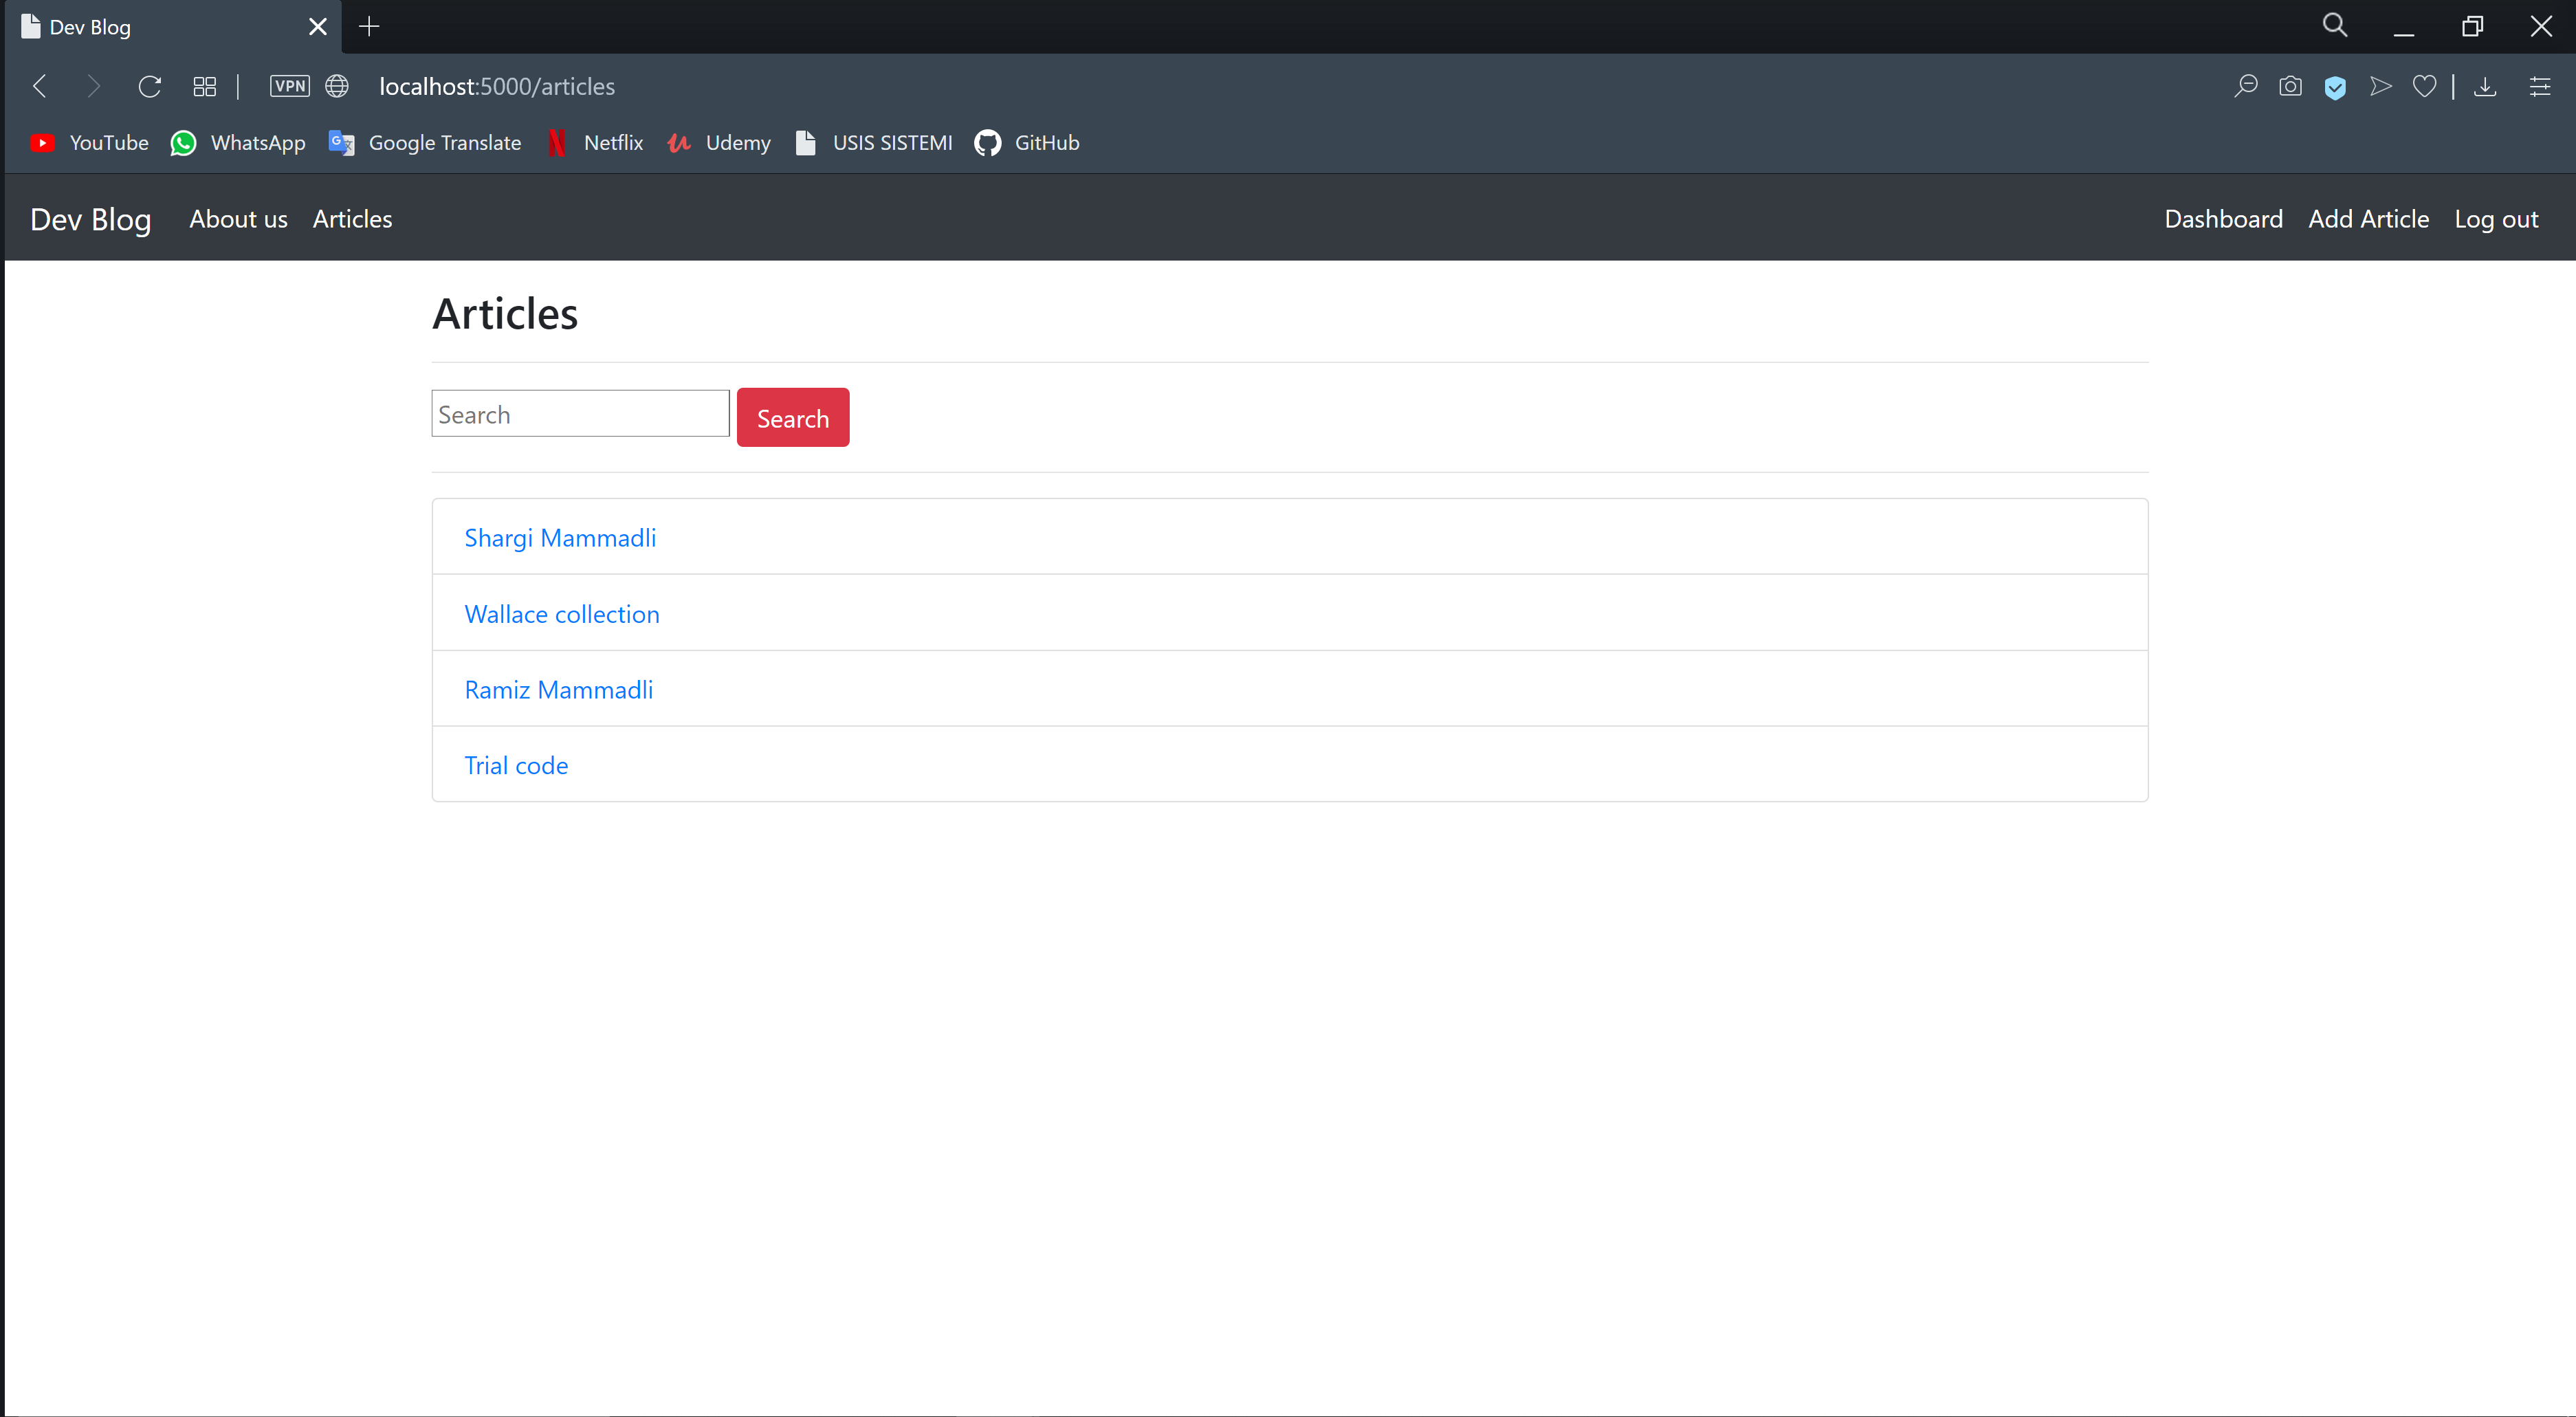 Dev Blog
VPN localhost:5000/articles
YouTube WhatsApp Google Translate Netflix Udemy USIS SISTEMI GitHub
Dev Blog About us Articles Dashboard Add Article Log out
Articles
Search Search
Shargi Mammadli
Wallace collection
Ramiz Mammadli
Trial code